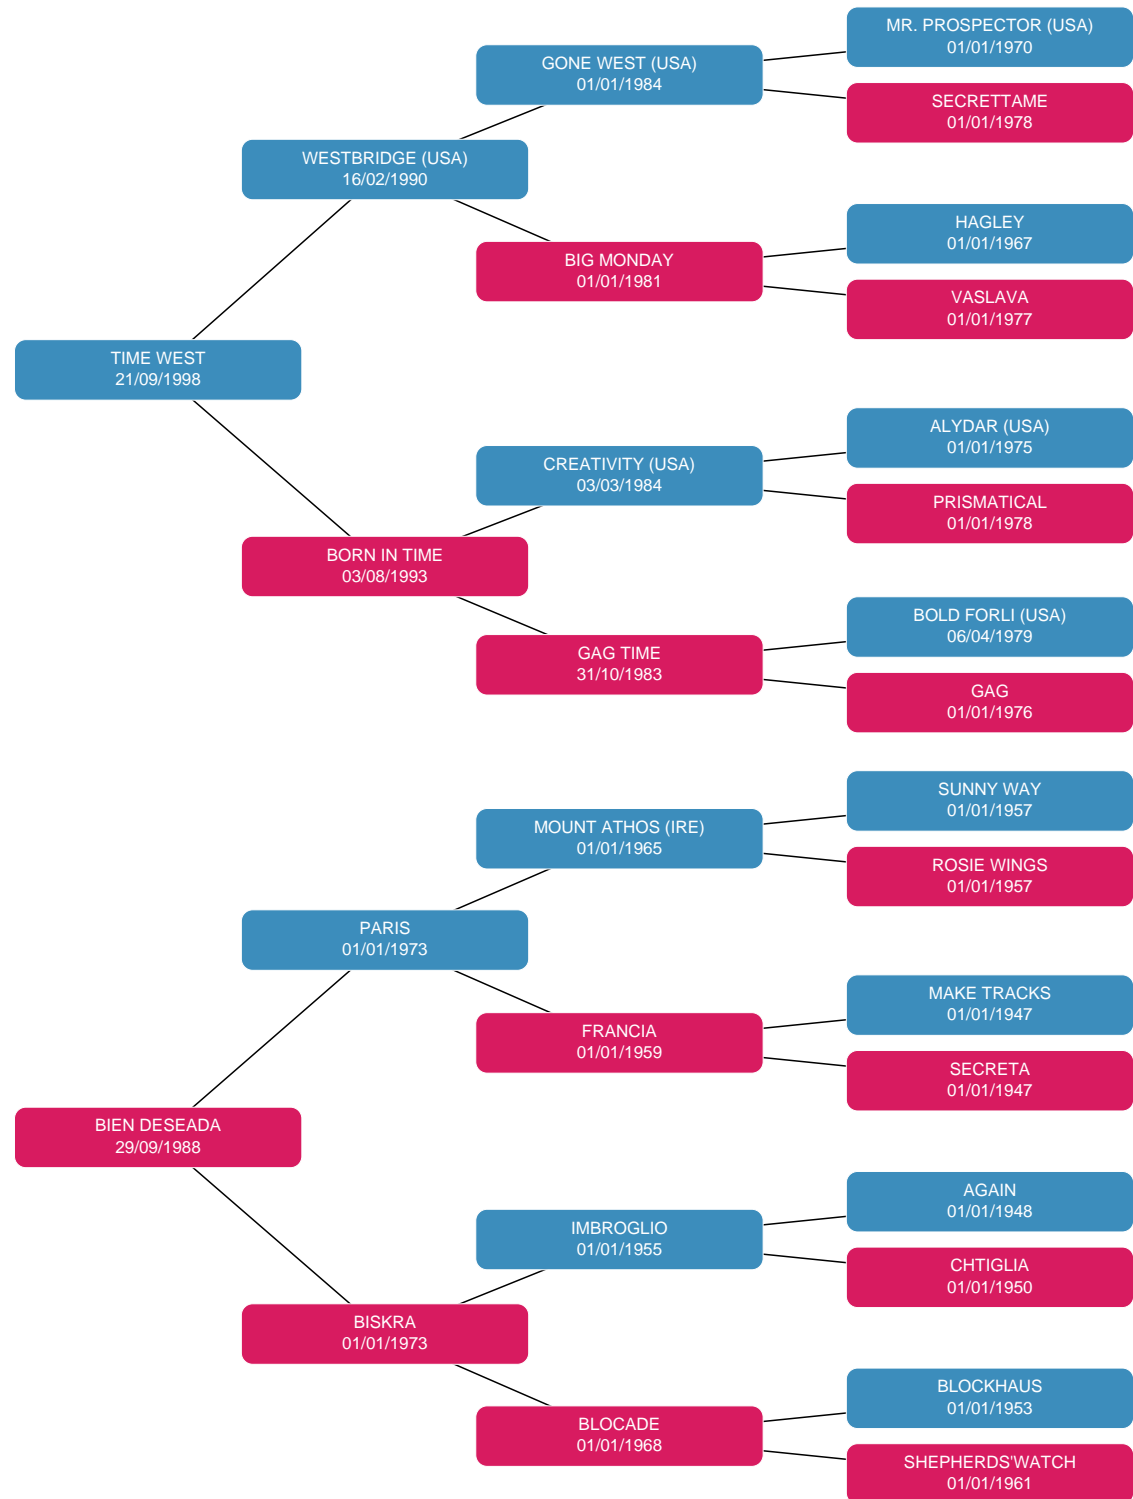 MR. PROSPECTOR (USA)
01/01/1970
GONE WEST (USA)
01/01/1984
SECRETTAME
01/01/1978
WESTBRIDGE (USA)
16/02/1990
HAGLEY
01/01/1967
BIG MONDAY
01/01/1981
VASLAVA
01/01/1977
TIME WEST
21/09/1998
ALYDAR (USA)
01/01/1975
CREATIVITY (USA)
03/03/1984
PRISMATICAL
01/01/1978
BORN IN TIME
03/08/1993
BOLD FORLI (USA)
06/04/1979
GAG TIME
31/10/1983
GAG
01/01/1976
SUNNY WAY
01/01/1957
MOUNT ATHOS (IRE)
01/01/1965
ROSIE WINGS
01/01/1957
PARIS
01/01/1973
MAKE TRACKS
01/01/1947
FRANCIA
01/01/1959
SECRETA
01/01/1947
BIEN DESEADA
29/09/1988
AGAIN
01/01/1948
IMBROGLIO
01/01/1955
CHTIGLIA
01/01/1950
BISKRA
01/01/1973
BLOCKHAUS
01/01/1953
BLOCADE
01/01/1968
SHEPHERDS'WATCH
01/01/1961